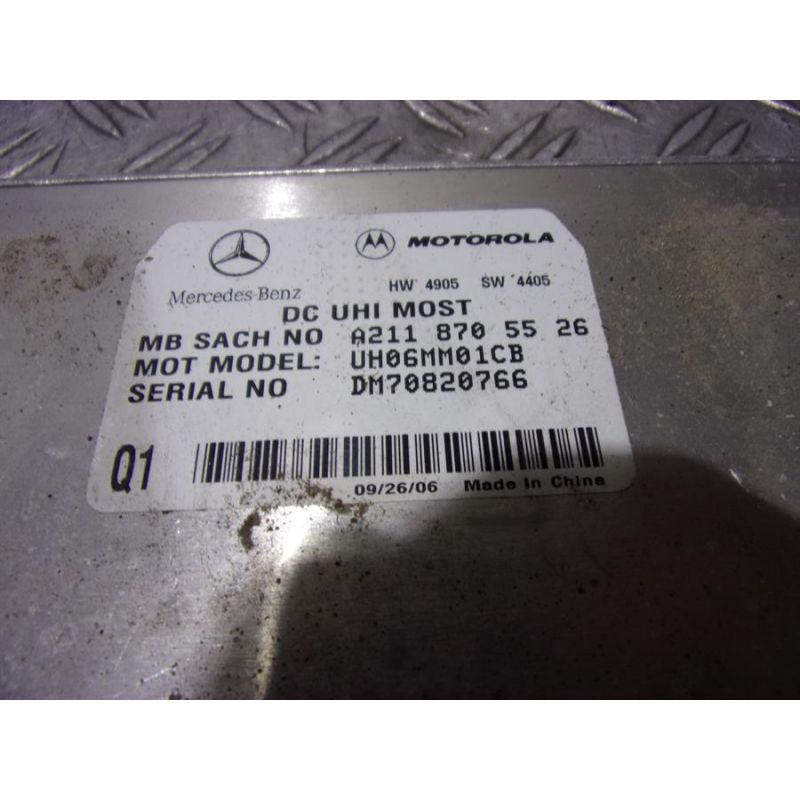 MOTOROLA
Mercedes-Benz
HW 4905 SW 4405
DC UHI MOST
MB SACH NO A211 870 55 26
MOT MODEL: UH06MM01CB
SERIAL NO DM70820766
Q1
09/26/06 Made in China